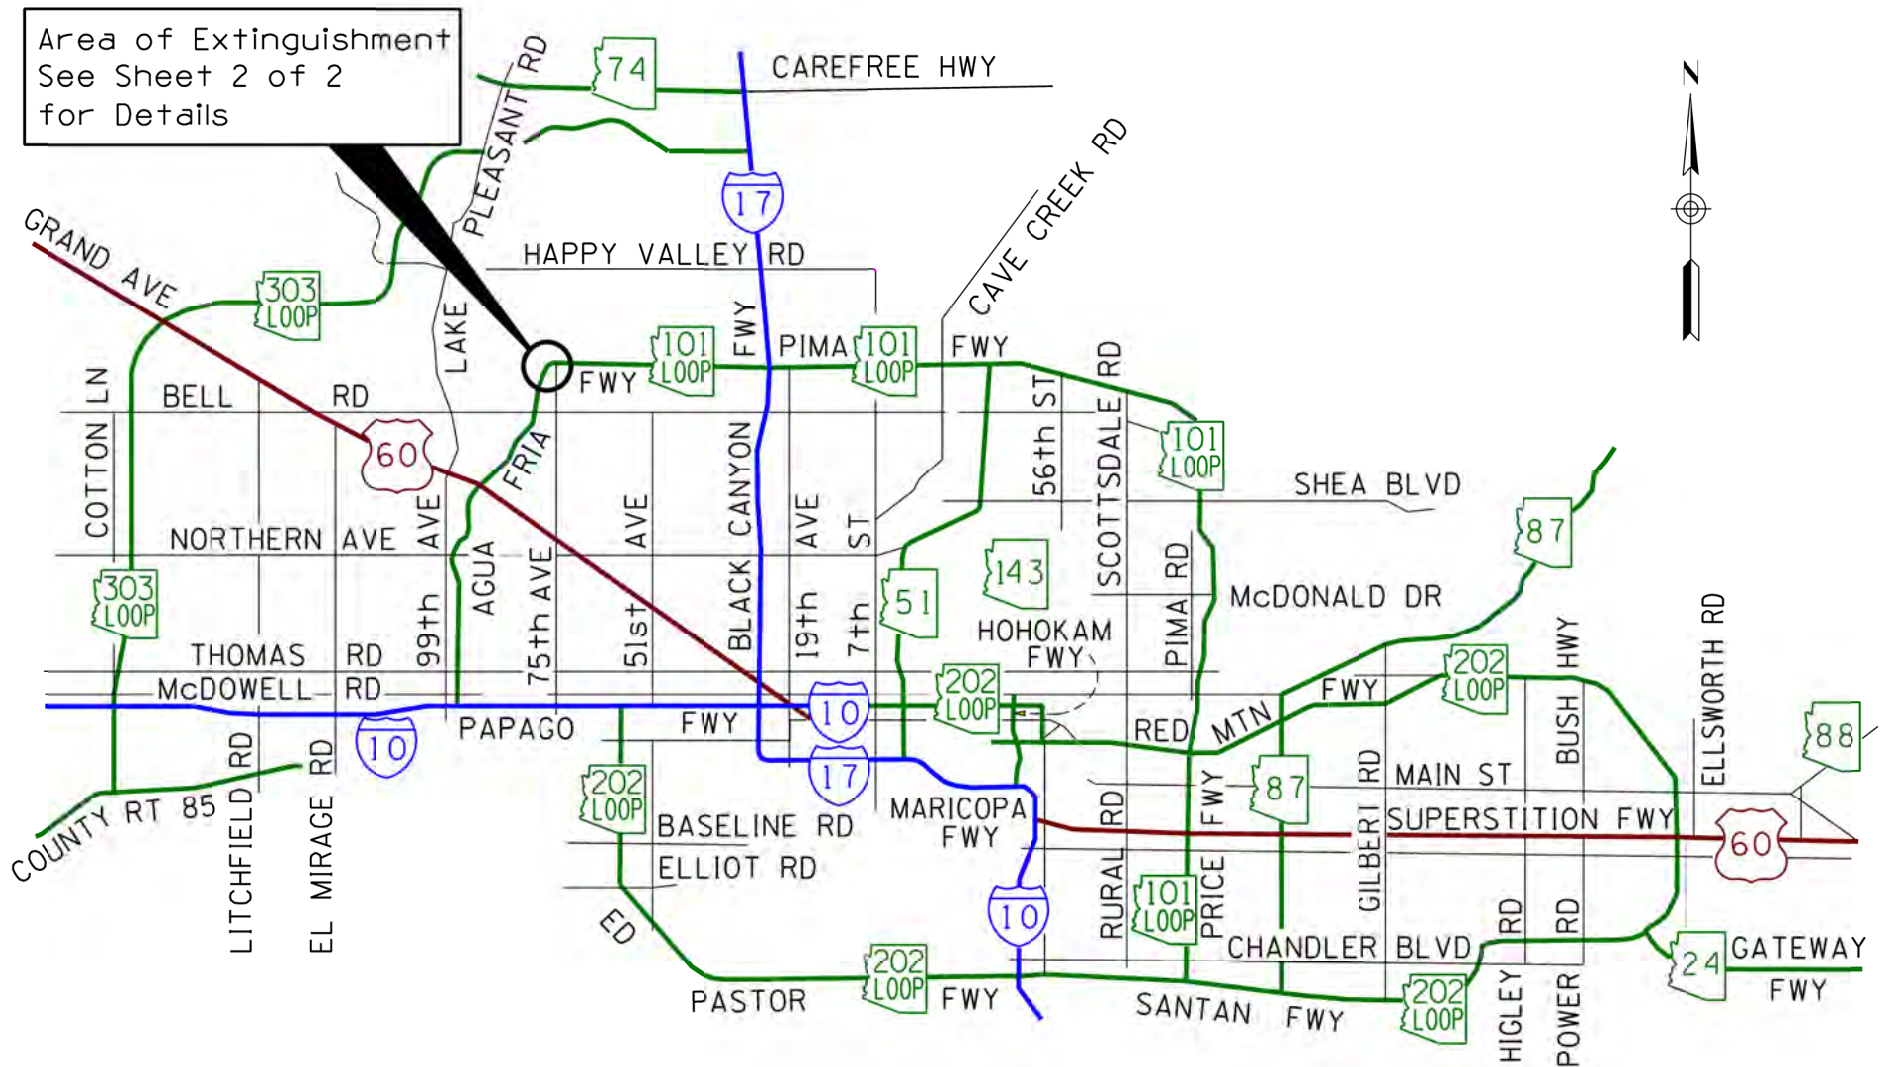 Area of Extinguishment
See Sheet 2 of 2
for Details
74
CAREFREE HWY
N
LAKE PLEASANT RD
17
CAVE CREEK RD
GRAND AVE
HAPPY VALLEY RD
303
LOOP
FWY
101
LOOP
FWY
PIMA
101
LOOP
FWY
BELL RD
COTTON LN
60
AGUA FRIA
BLACK CANYON
56th ST
SCOTTSDALE RD
101
LOOP
SHEA BLVD
87
NORTHERN AVE
99th AVE
75th AVE
51st AVE
19th AVE
7th ST
303
LOOP
51
143
PIMA RD
McDONALD DR
HOHOKAM
FWY
THOMAS RD
McDOWELL RD
202
LOOP
FWY
202
LOOP
BUSH HWY
ELLSWORTH RD
10
PAPAGO FWY
10
RED MTN
88
17
202
LOOP
87
MAIN ST
COUNTY RT 85
LITCHFIELD RD
EL MIRAGE RD
BASELINE RD
ELLIOT RD
MARICOPA
FWY
SUPERSTITION FWY
60
RURAL RD
PRICE FWY
GILBERT RD
101
LOOP
10
ED
PASTOR
202
LOOP
FWY
CHANDLER BLVD
SANTAN FWY
202
LOOP
HIGLEY RD
POWER RD
24
GATEWAY
FWY